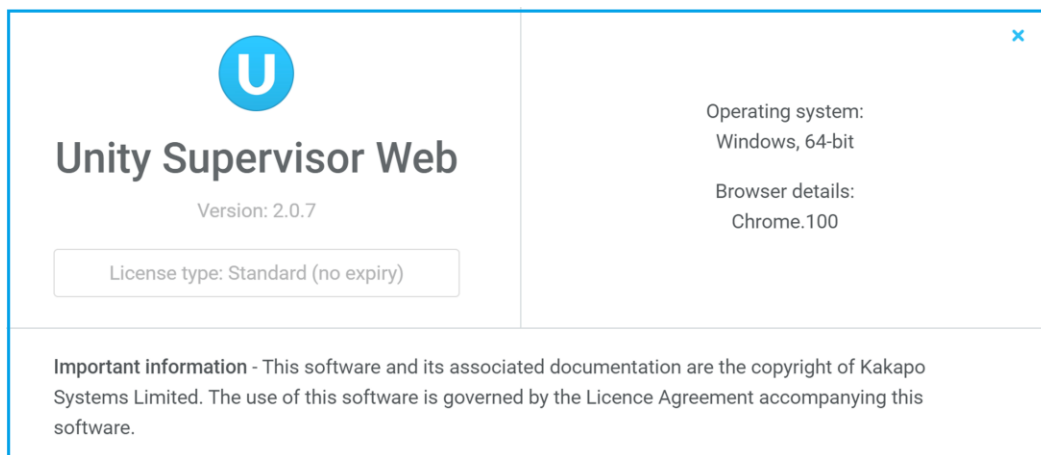 U
Unity Supervisor Web
Version: 2.0.7
License type: Standard (no expiry)
Operating system:
Windows, 64-bit
Browser details:
Chrome.100
Important information - This software and its associated documentation are the copyright of Kakapo
Systems Limited. The use of this software is governed by the Licence Agreement accompanying this
software.